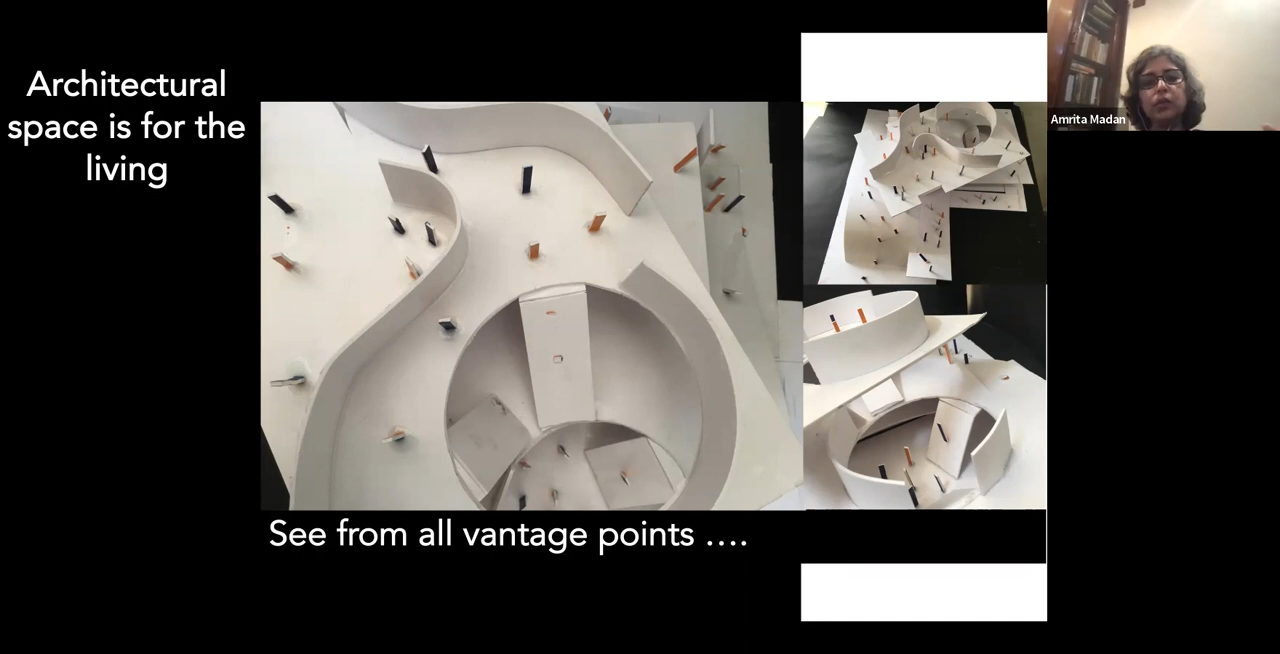 Architectural
space is for the
living
Amrita Madan
See from all vantage points ....